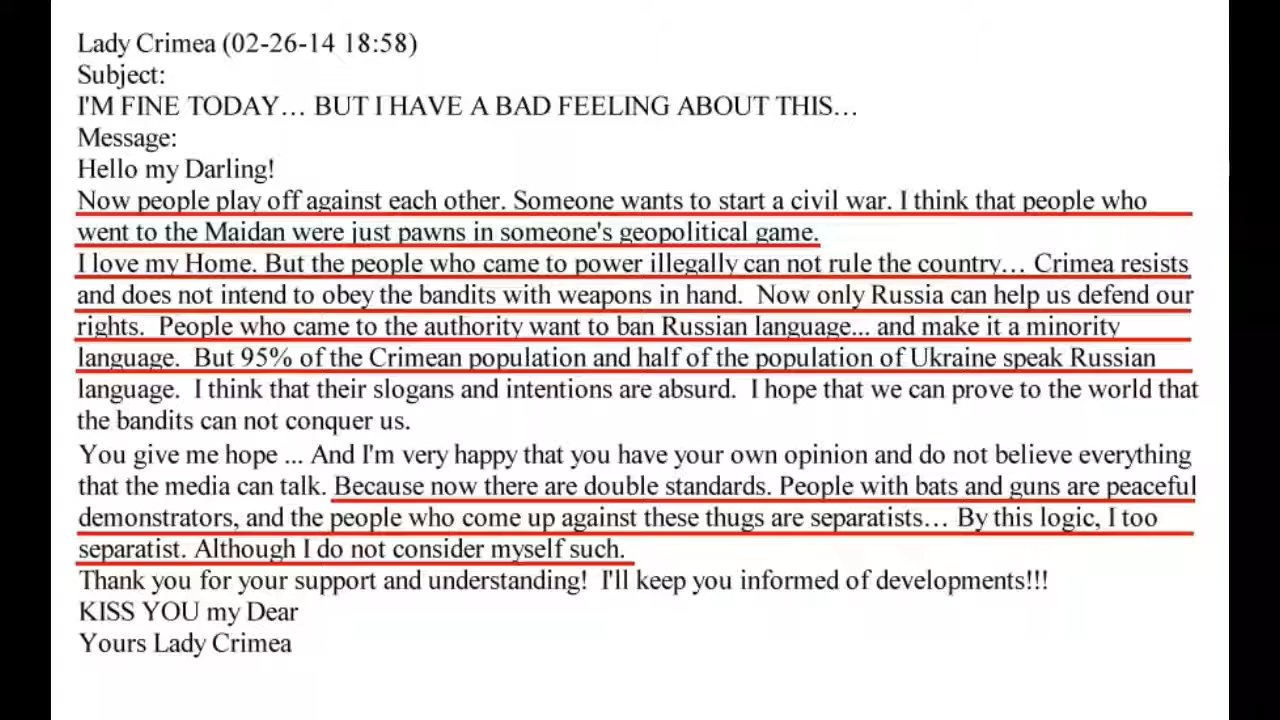 Lady Crimea (02-26-14 18:58)
Subject:
I'M FINE TODAY… BUT I HAVE A BAD FEELING ABOUT THIS…
Message:
Hello my Darling!
Now people play off against each other. Someone wants to start a civil war. I think that people who
went to the Maidan were just pawns in someone's geopolitical game.
I love my Home. But the people who came to power illegally can not rule the country… Crimea resists
and does not intend to obey the bandits with weapons in hand.  Now only Russia can help us defend our
rights.  People who came to the authority want to ban Russian language... and make it a minority
language.  But 95% of the Crimean population and half of the population of Ukraine speak Russian
language.  I think that their slogans and intentions are absurd.  I hope that we can prove to the world that
the bandits can not conquer us.
You give me hope ... And I'm very happy that you have your own opinion and do not believe everything
that the media can talk. Because now there are double standards. People with bats and guns are peaceful
demonstrators, and the people who come up against these thugs are separatists… By this logic, I too
separatist. Although I do not consider myself such.
Thank you for your support and understanding!  I'll keep you informed of developments!!!
KISS YOU my Dear
Yours Lady Crimea